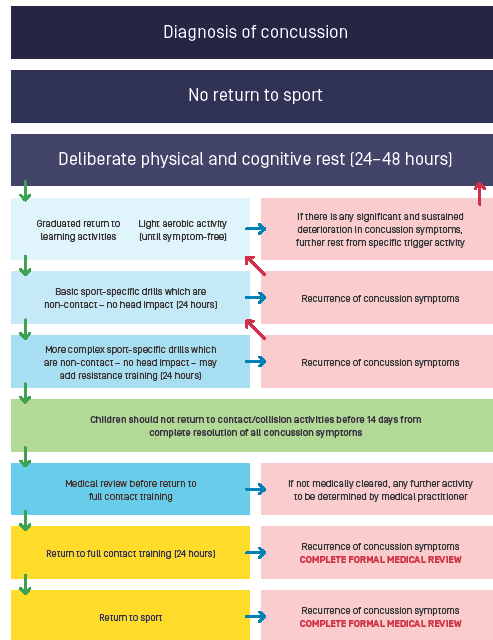 Diagnosis of concussion
No return to sport
Deliberate physical and cognitive rest (24–48 hours)
Graduated return to
learning activities
Light aerobic activity
(until symptom-free)
If there is any significant and sustained
deterioration in concussion symptoms,
further rest from specific trigger activity
Basic sport-specific drills which are
non-contact – no head impact (24 hours)
Recurrence of concussion symptoms
More complex sport-specific drills which
are non-contact – no head impact – may
add resistance training (24 hours)
Recurrence of concussion symptoms
Children should not return to contact/collision activities before 14 days from
complete resolution of all concussion symptoms
Medical review before return to
full contact training
If not medically cleared, any further activity
to be determined by medical practitioner
Return to full contact training (24 hours)
Recurrence of concussion symptoms
COMPLETE FORMAL MEDICAL REVIEW
Return to sport
Recurrence of concussion symptoms
COMPLETE FORMAL MEDICAL REVIEW